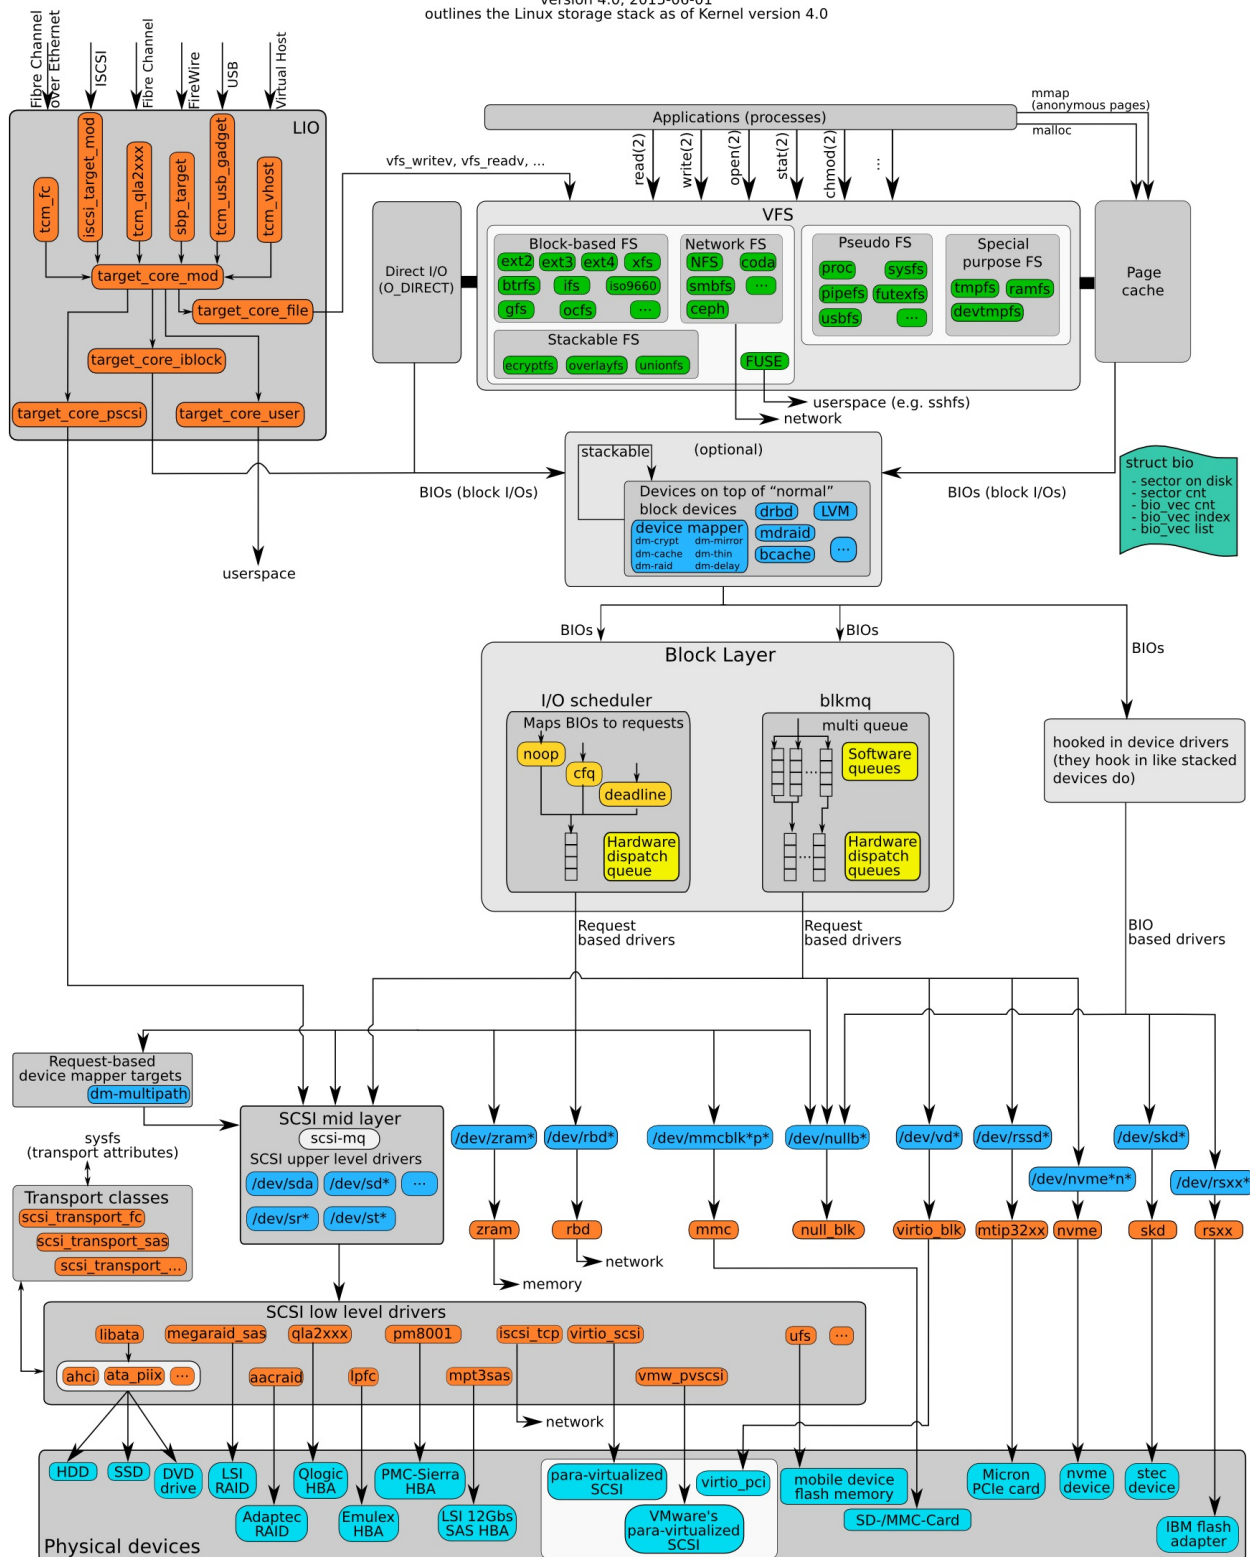 outlines the Linux storage stack as of Kernel version 4.0
Fibre Channel
over Ethernet
ISCSI
Fibre Channel
FireWire
USB
Virtual Host
LIO
tcm_fc
iscsi_target_mod
tcm_qla2xxx
sbp_target
tcm_usb_gadget
tcm_vhost
target_core_mod
target_core_file
target_core_iblock
target_core_pscsi
target_core_user
userspace
vfs_writev, vfs_readv, ...
Applications (processes)
mmap
(anonymous pages)
malloc
read(2)
write(2)
open(2)
stat(2)
chmod(2)
...
Direct I/O
(O_DIRECT)
VFS
Block-based FS
ext2 ext3 ext4 xfs
btrfs ifs iso9660
gfs ocfs ...
Network FS
NFS coda
smbfs ...
ceph
Pseudo FS
proc sysfs
pipefs futexfs
usbfs ...
Special
purpose FS
tmpfs ramfs
devtmpfs
Stackable FS
ecryptfs overlayfs unionfs
FUSE
userspace (e.g. sshfs)
network
Page
cache
BIOs (block I/Os)
stackable
(optional)
Devices on top of “normal”
block devices
drbd LVM
device mapper
dm-crypt dm-mirror
dm-cache dm-thin
dm-raid dm-delay
mdraid
bcache
...
BIOs (block I/Os)
struct bio
- sector on disk
- sector cnt
- bio_vec cnt
- bio_vec index
- bio_vec list
BIOs
BIOs
BIOs
Block Layer
I/O scheduler
Maps BIOs to requests
noop
cfq
deadline
Hardware
dispatch
queue
blkmq
multi queue
Software
queues
...
Hardware
dispatch
queues
...
hooked in device drivers
(they hook in like stacked
devices do)
Request
based drivers
Request
based drivers
BIO
based drivers
Request-based
device mapper targets
dm-multipath
sysfs
(transport attributes)
Transport classes
scsi_transport_fc
scsi_transport_sas
scsi_transport_...
SCSI mid layer
scsi-mq
SCSI upper level drivers
/dev/sda /dev/sd* ...
/dev/sr* /dev/st*
/dev/zram*
/dev/rbd*
/dev/mmcblk*p*
/dev/nullb*
/dev/vd*
/dev/rssd*
/dev/skd*
/dev/nvme*n*
/dev/rsxx*
zram
rbd
mmc
null_blk
virtio_blk
mtip32xx
nvme
skd
rsxx
network
memory
SCSI low level drivers
libata
megaraid_sas
qla2xxx
pm8001
iscsi_tcp
virtio_scsi
ufs
...
ahci ata_piix ...
aacraid
lpfc
mpt3sas
vmw_pvscsi
network
HDD
SSD
DVD
drive
LSI
RAID
Qlogic
HBA
PMC-Sierra
HBA
para-virtualized
SCSI
virtio_pci
mobile device
flash memory
Micron
PCIe card
nvme
device
stec
device
Adaptec
RAID
Emulex
HBA
LSI 12Gbs
SAS HBA
VMware's
para-virtualized
SCSI
SD-/MMC-Card
IBM flash
adapter
Physical devices